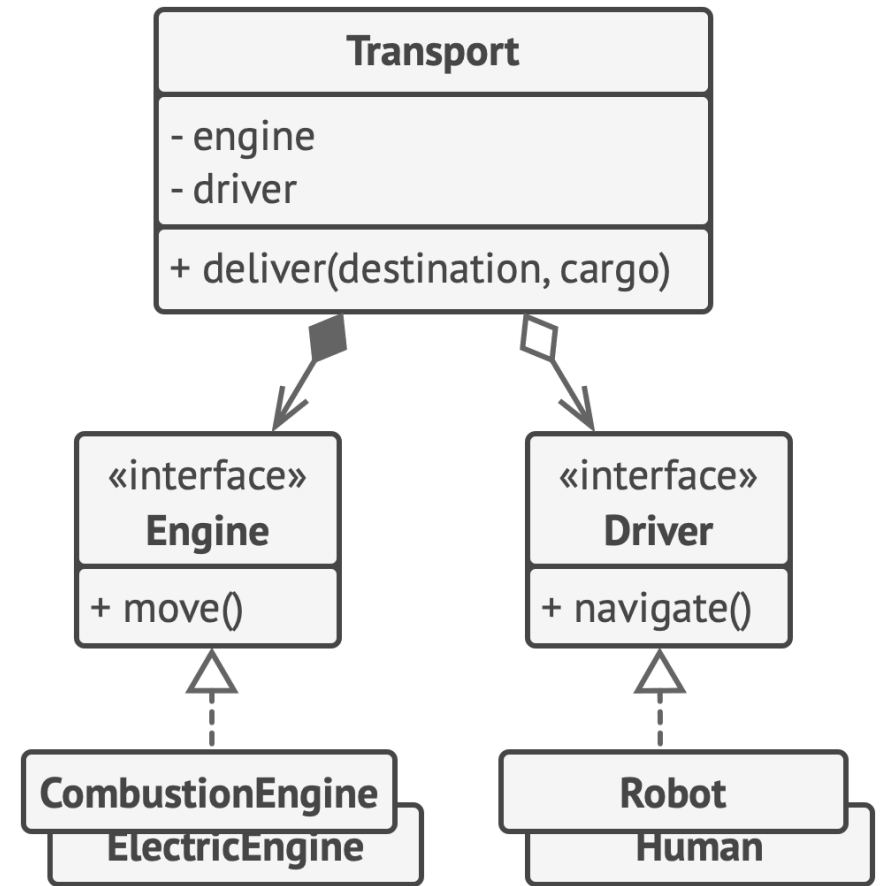 Transport
- engine
- driver
+ deliver(destination, cargo)
«interface»
Engine
+ move()
«interface»
Driver
+ navigate()
CombustionEngine
ElectricEngine
Robot
Human